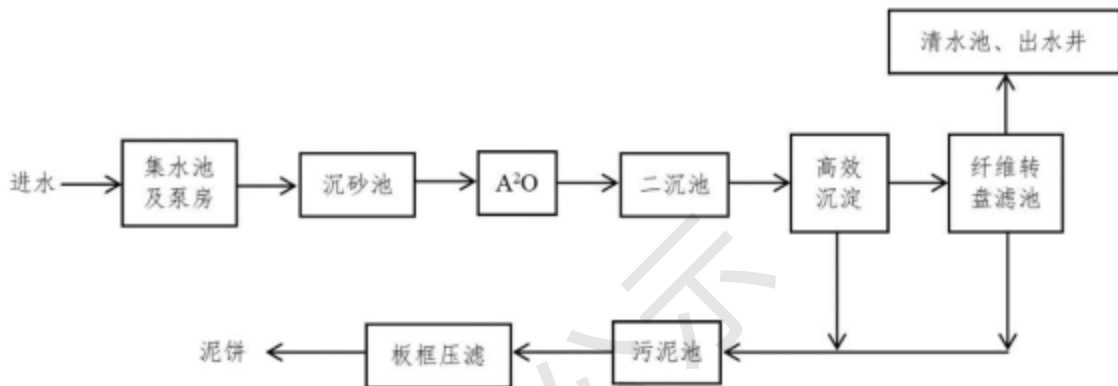 清水池、出水井
进水
集水池
及泵房
沉砂池
A²O
二沉池
高效
沉淀
纤维转
盘滤池
泥饼
板框压滤
污泥池
公示